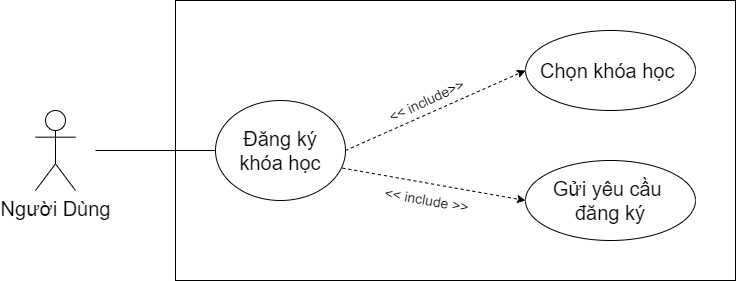 Người Dùng
Đăng ký
khóa học
<< include>>
Chọn khóa học
<< include >>
Gửi yêu cầu
đăng ký